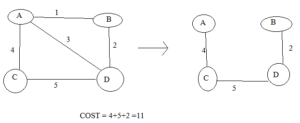 A 1 B A B
4 3 2 4 2
C 5 D C 5 D
COST = 4+5+2 =11